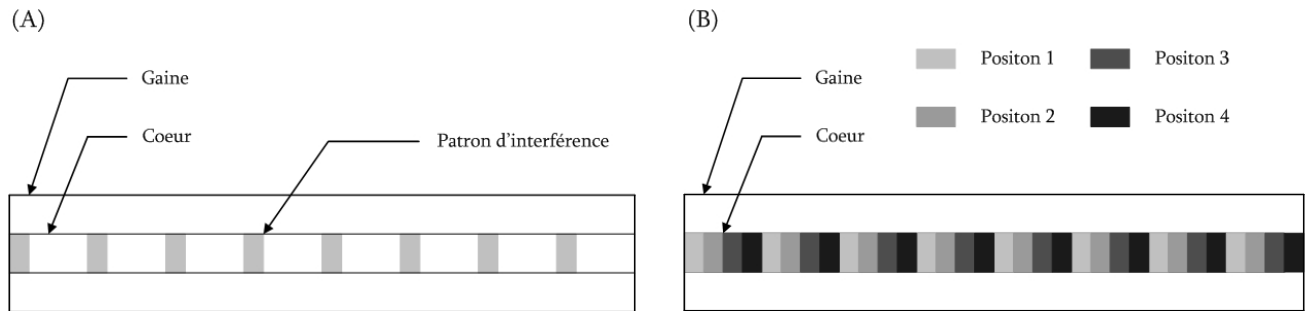 (A)
Gaine
Coeur
Patron d'interférence
(B)
Positon 1
Positon 3
Gaine
Positon 2
Positon 4
Coeur